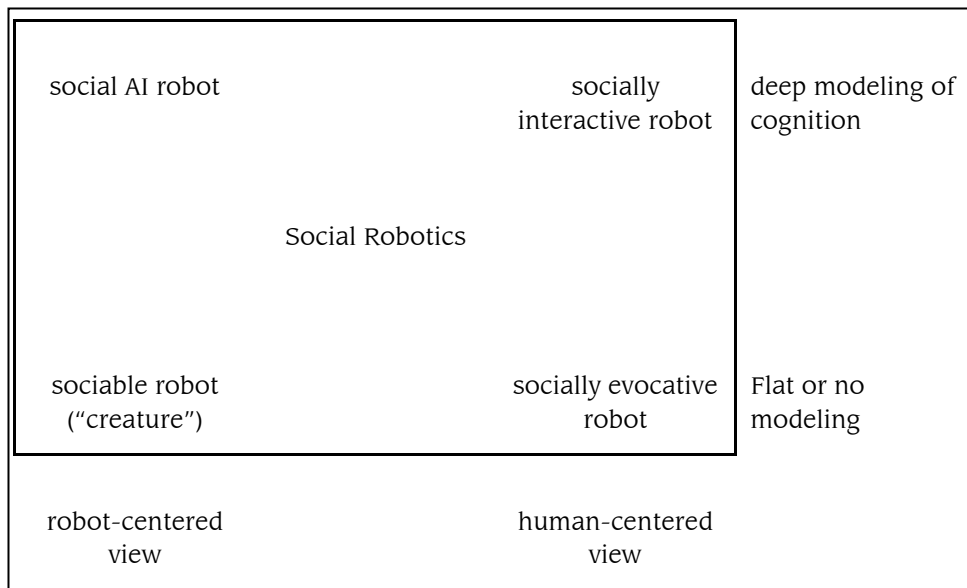 social AI robot
socially
interactive robot
deep modeling of
cognition
Social Robotics
sociable robot
(“creature”)
socially evocative
robot
Flat or no
modeling
robot-centered
view
human-centered
view